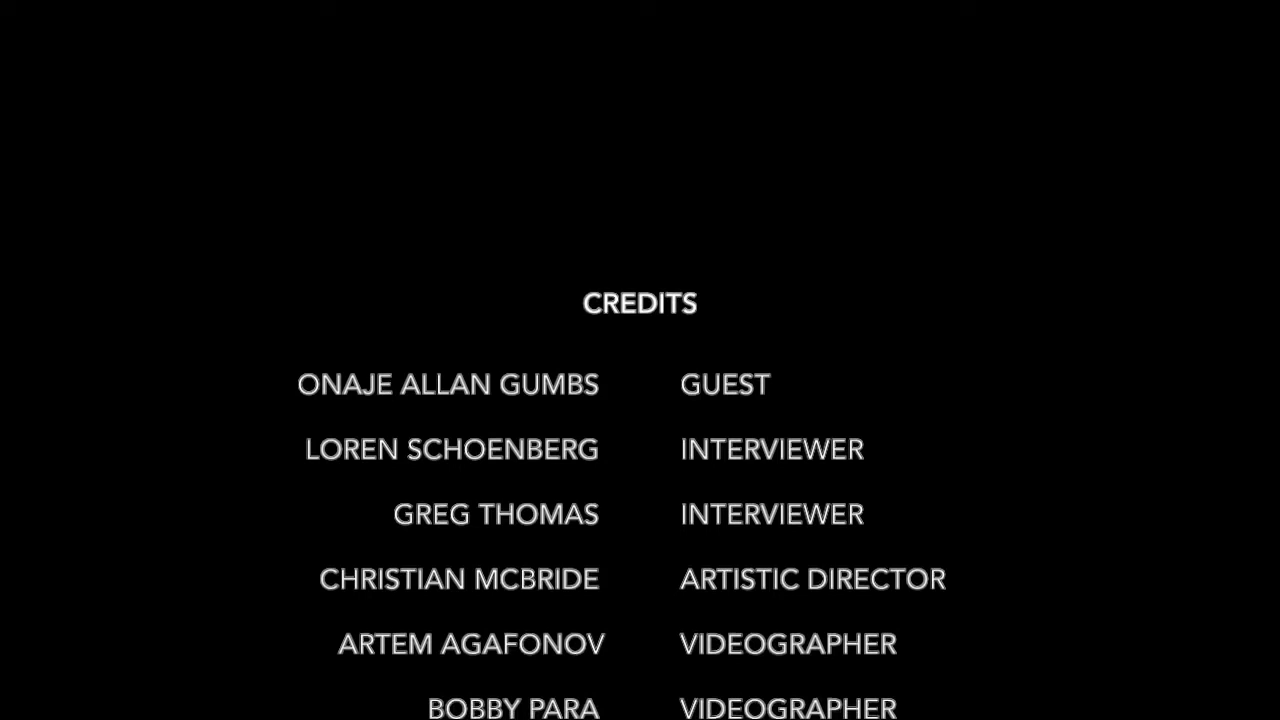 CREDITS
ONAJE ALLAN GUMBS GUEST
LOREN SCHOENBERG INTERVIEWER
GREG THOMAS INTERVIEWER
CHRISTIAN MCBRIDE ARTISTIC DIRECTOR
ARTEM AGAFONOV VIDEOGRAPHER
BOBBY PARA VIDEOGRAPHER